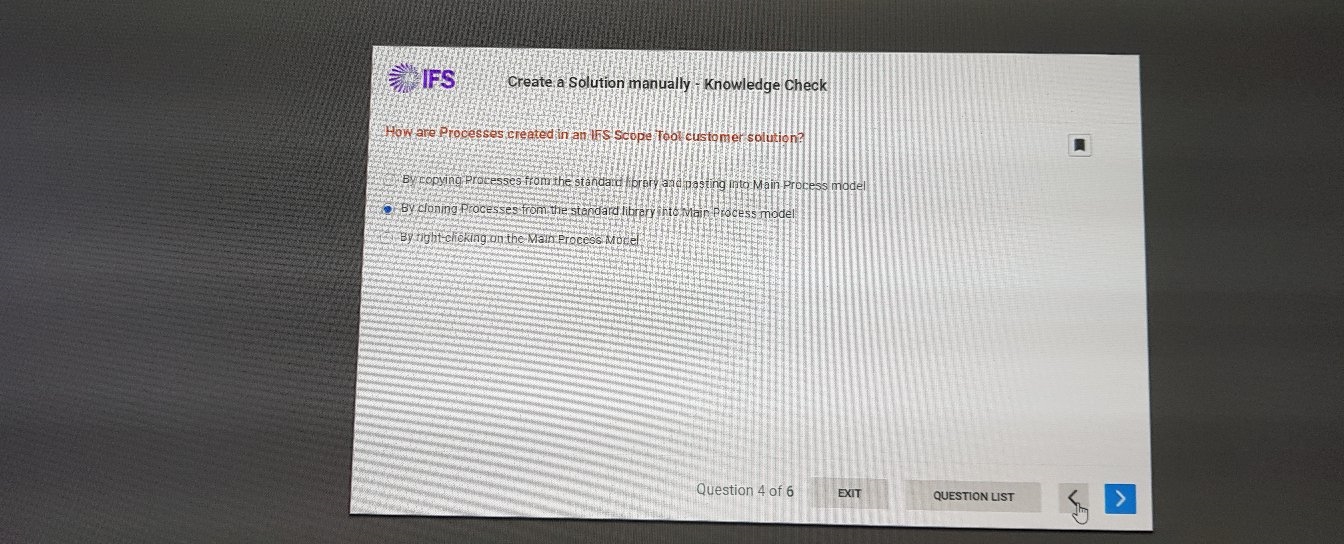 IFS
Create a Solution manually - Knowledge Check
How are Processes created in an IFS Scope Tool customer solution?
By copying Processes from the standard library and pasting into Main Process model
By cloning Processes from the standard library into Main Process model
By right-clicking on the Main Process Model
Question 4 of 6
EXIT
QUESTION LIST